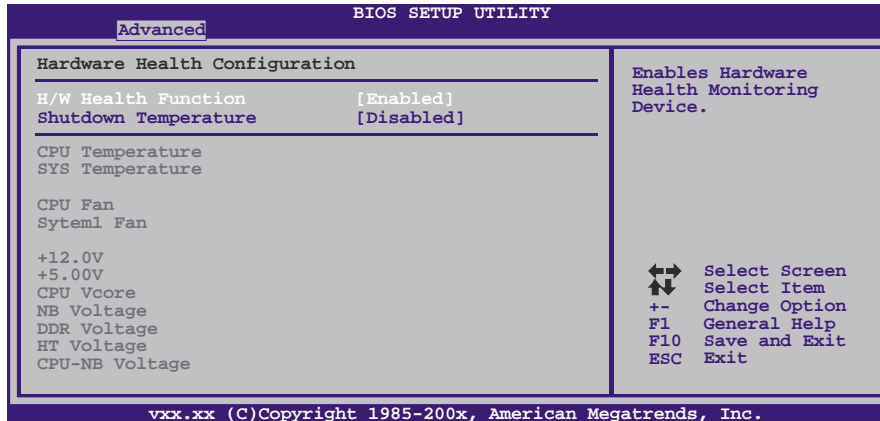 BIOS SETUP UTILITY
Advanced
Hardware Health Configuration
H/W Health Function [Enabled]
Shutdown Temperature [Disabled]
CPU Temperature
SYS Temperature
CPU Fan
Sytem1 Fan
+12.0V
+5.00V
CPU Vcore
NB Voltage
DDR Voltage
HT Voltage
CPU-NB Voltage
Enables Hardware
Health Monitoring
Device.
Select Screen
Select Item
+- Change Option
F1 General Help
F10 Save and Exit
ESC Exit
vxx.xx (C)Copyright 1985-200x, American Megatrends, Inc.